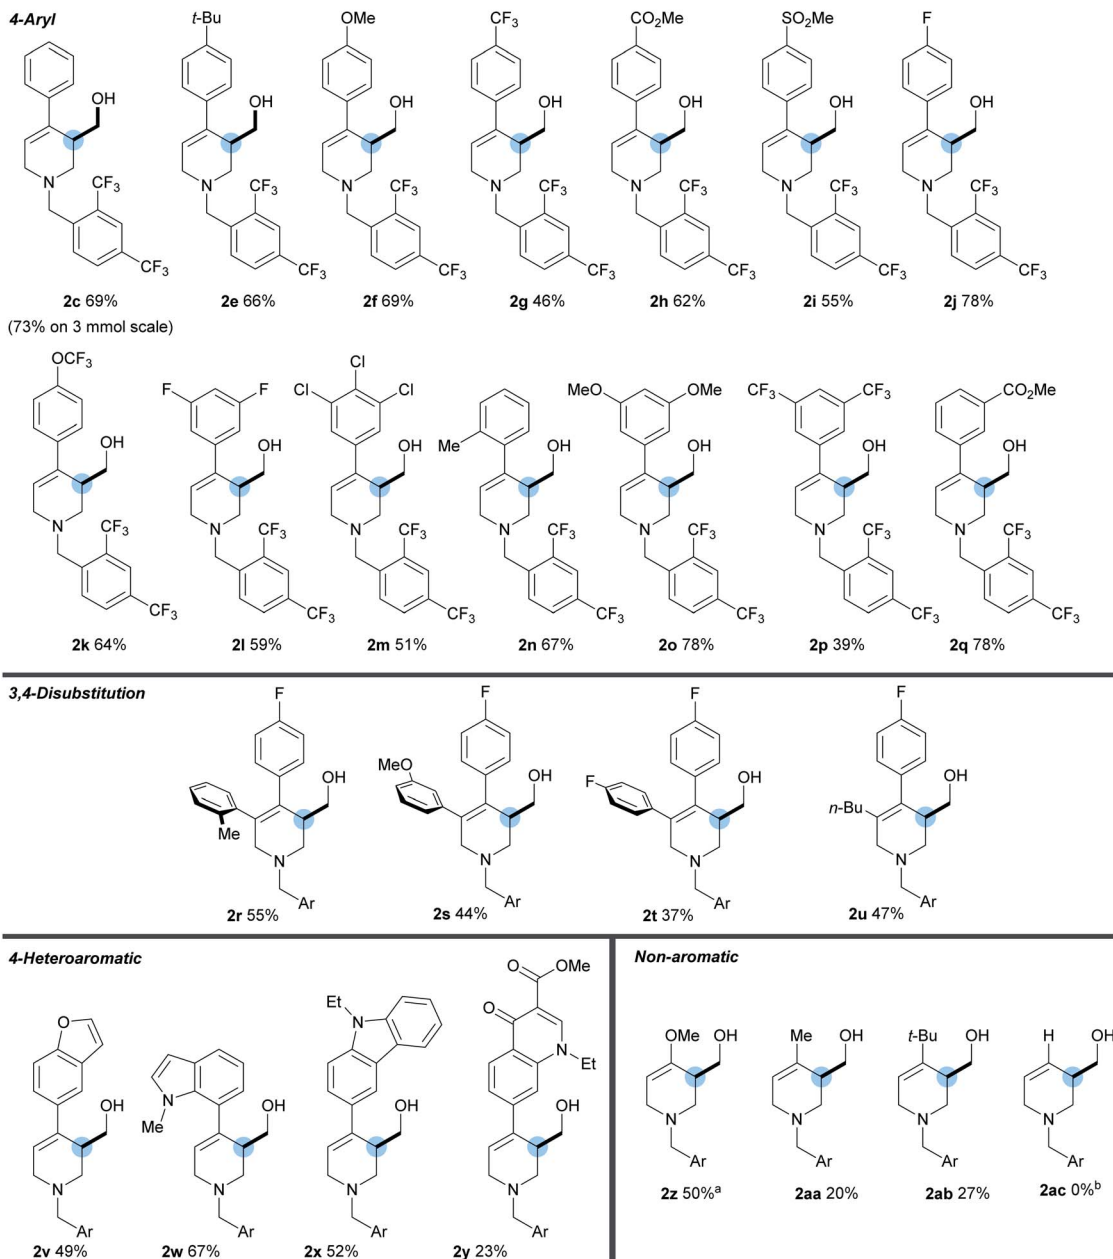 4-Aryl
t-Bu
OMe
CF3
CO2Me
SO2Me
F
OH
OH
OH
OH
OH
OH
OH
N
CF3
N
CF3
N
CF3
N
CF3
N
CF3
N
CF3
N
CF3
CF3
CF3
CF3
CF3
CF3
CF3
CF3
2c 69%
2e 66%
2f 69%
2g 46%
2h 62%
2i 55%
2j 78%
(73% on 3 mmol scale)
OCF3
F
F
Cl
Cl
Cl
Me
MeO
OMe
CF3
CF3
CO2Me
OH
OH
OH
OH
OH
OH
OH
N
CF3
N
CF3
N
CF3
N
CF3
N
CF3
N
CF3
N
CF3
CF3
CF3
CF3
CF3
CF3
CF3
CF3
2k 64%
2l 59%
2m 51%
2n 67%
2o 78%
2p 39%
2q 78%
3,4-Disubstitution
F
F
F
F
Me
OH
MeO
OH
F
OH
n-Bu
OH
N
N
N
N
Ar
Ar
Ar
Ar
2r 55%
2s 44%
2t 37%
2u 47%
4-Heteroaromatic
O
N
Me
Et
N
O
OMe
O
N
Et
OH
OH
OH
OH
N
N
N
N
Ar
Ar
Ar
Ar
2v 49%
2w 67%
2x 52%
2y 23%
Non-aromatic
OMe
OH
Me
OH
t-Bu
OH
H
OH
N
N
N
N
Ar
Ar
Ar
Ar
2z 50%a
2aa 20%
2ab 27%
2ac 0%b